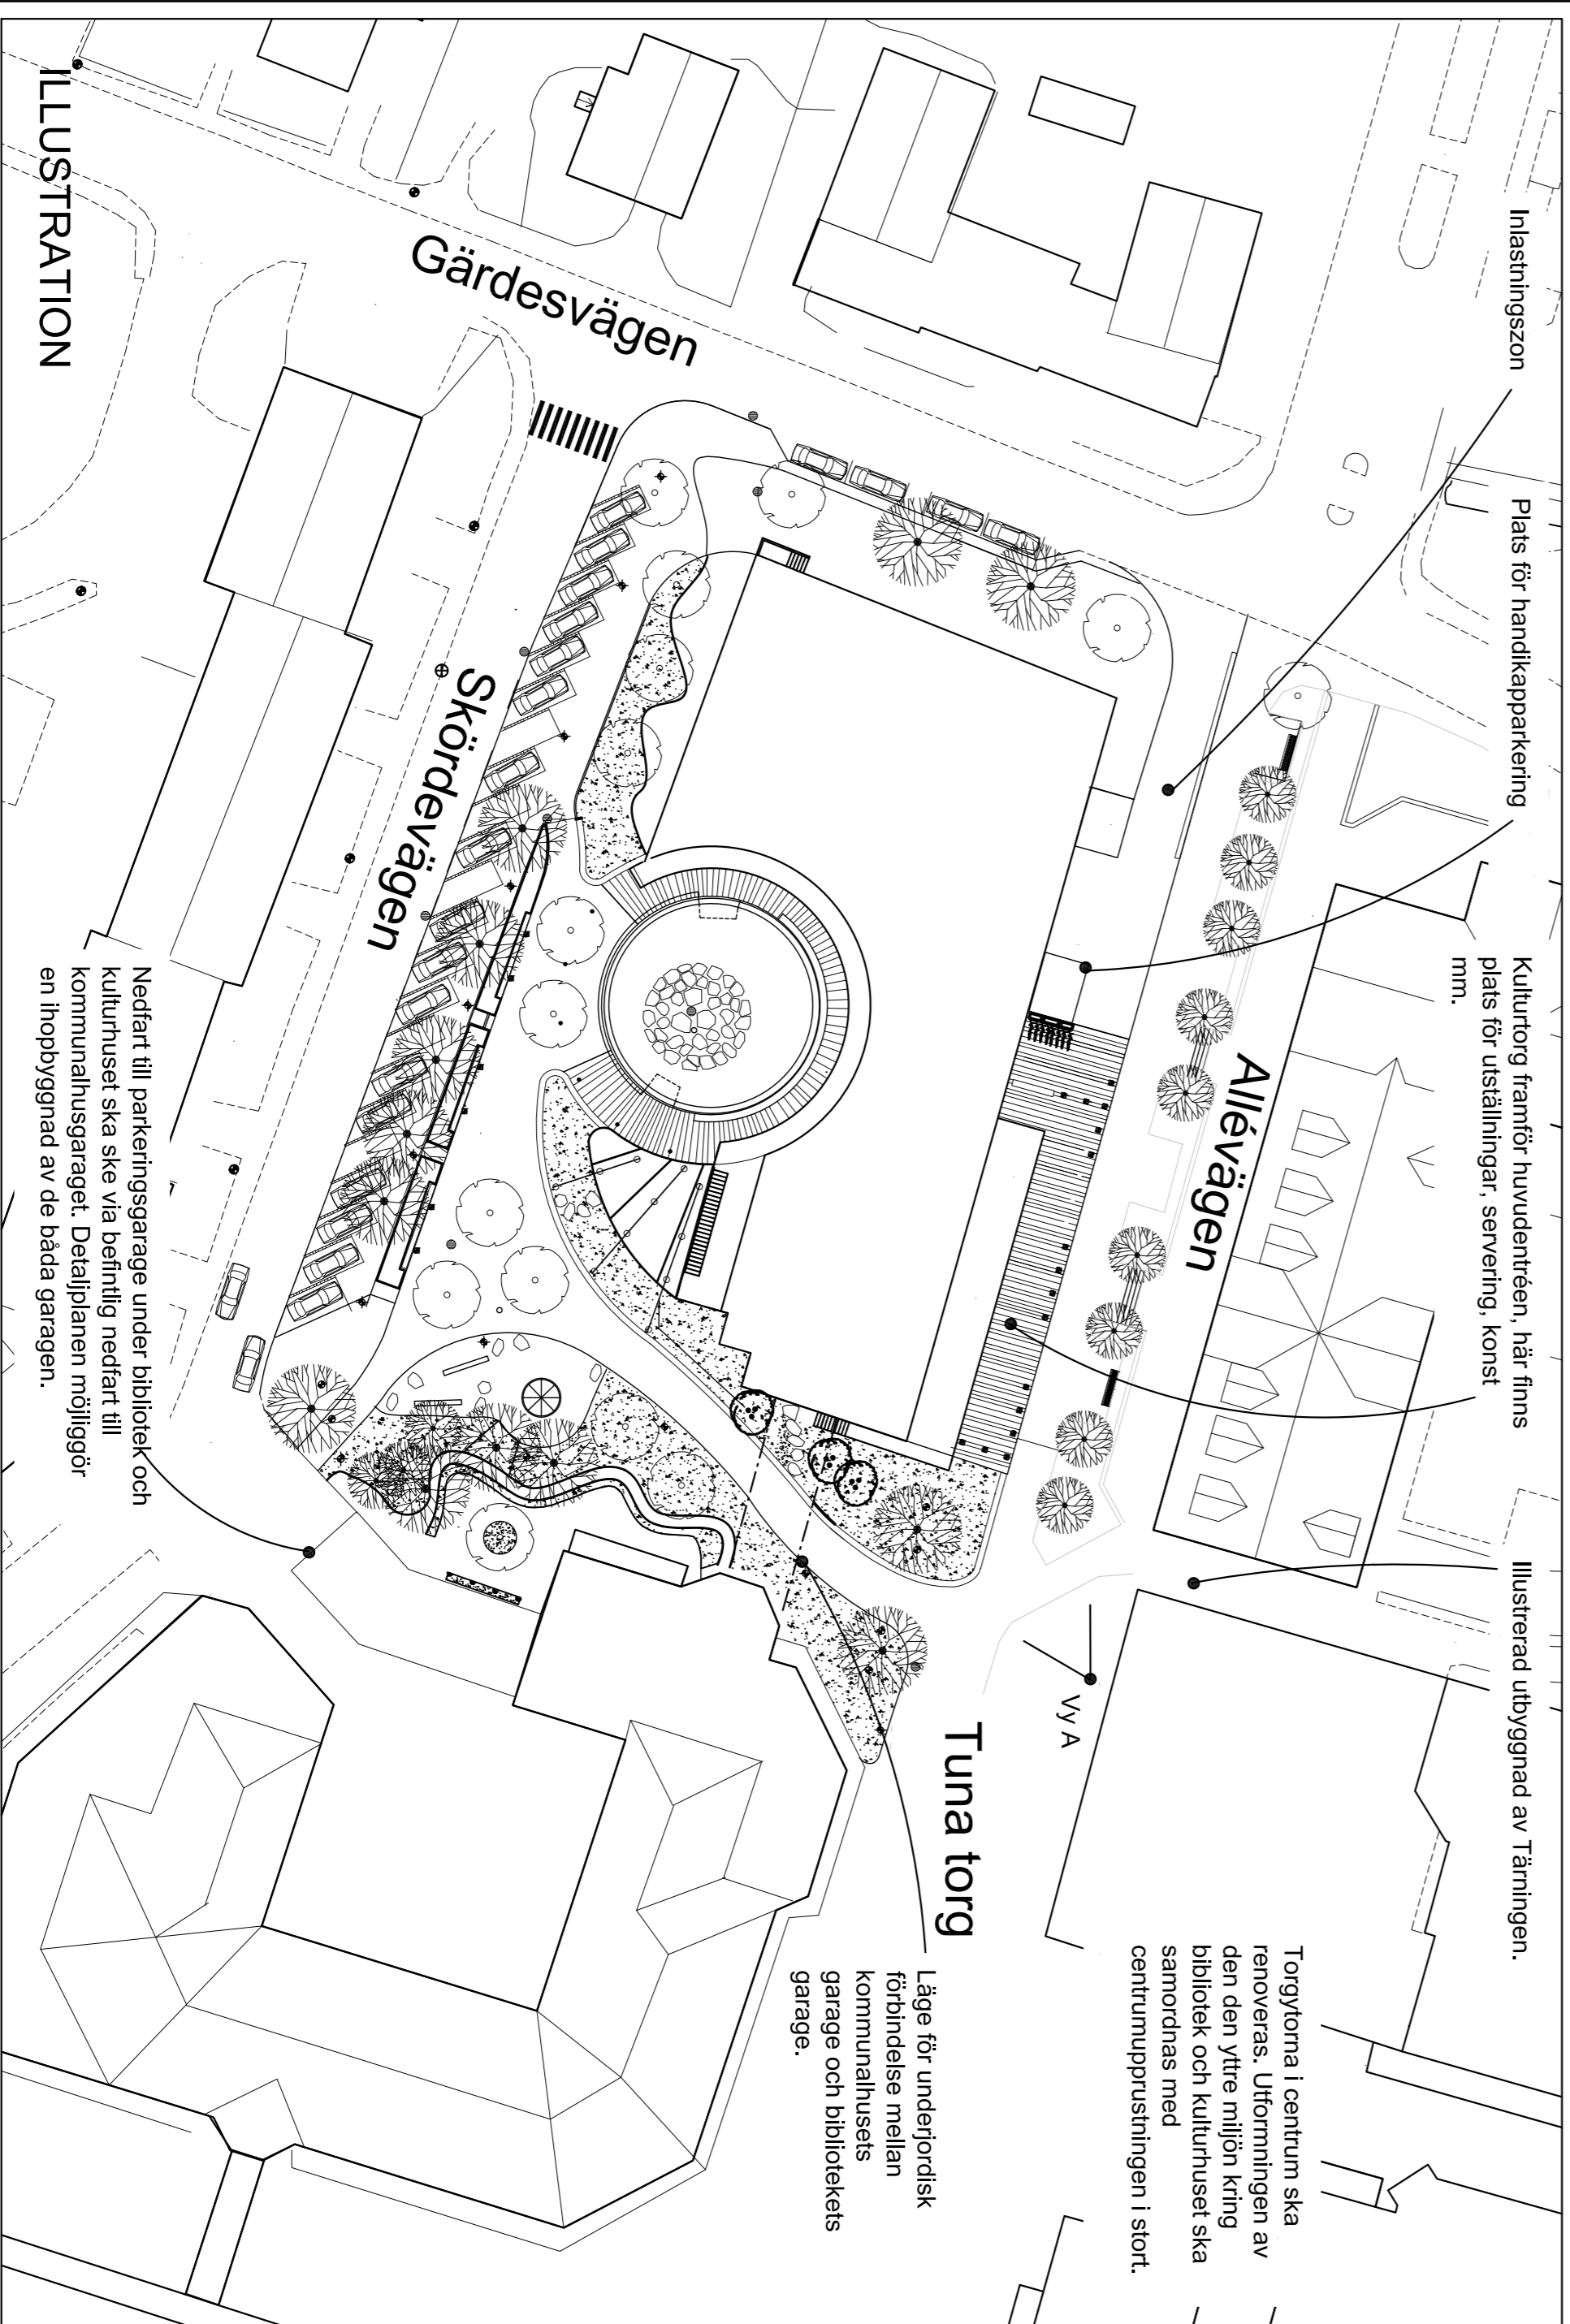 Inlastningszon
Plats för handikapparkering
Kulturtorg framför huvudentréen, här finns
plats för utställningar, servering, konst
mm.
Illustrerad utbyggnad av Tärningen.
Torgytorna i centrum ska
renoveras. Utformningen av
den den yttre miljön kring
bibliotek och kulturhuset ska
samordnas med
centrumupprustningen i stort.
Allévägen
Vy A
Tuna torg
Läge för underjordisk
förbindelse mellan
kommunalhusets
garage och bibliotekets
garage.
Gärdesvägen
Skördevägen
Nedfart till parkeringsgarage under bibliotek och
kulturhuset ska ske via befintlig nedfart till
kommunalhusgaraget. Detaljplanen möjliggör
en ihopbyggnad av de båda garagen.
ILLUSTRATION